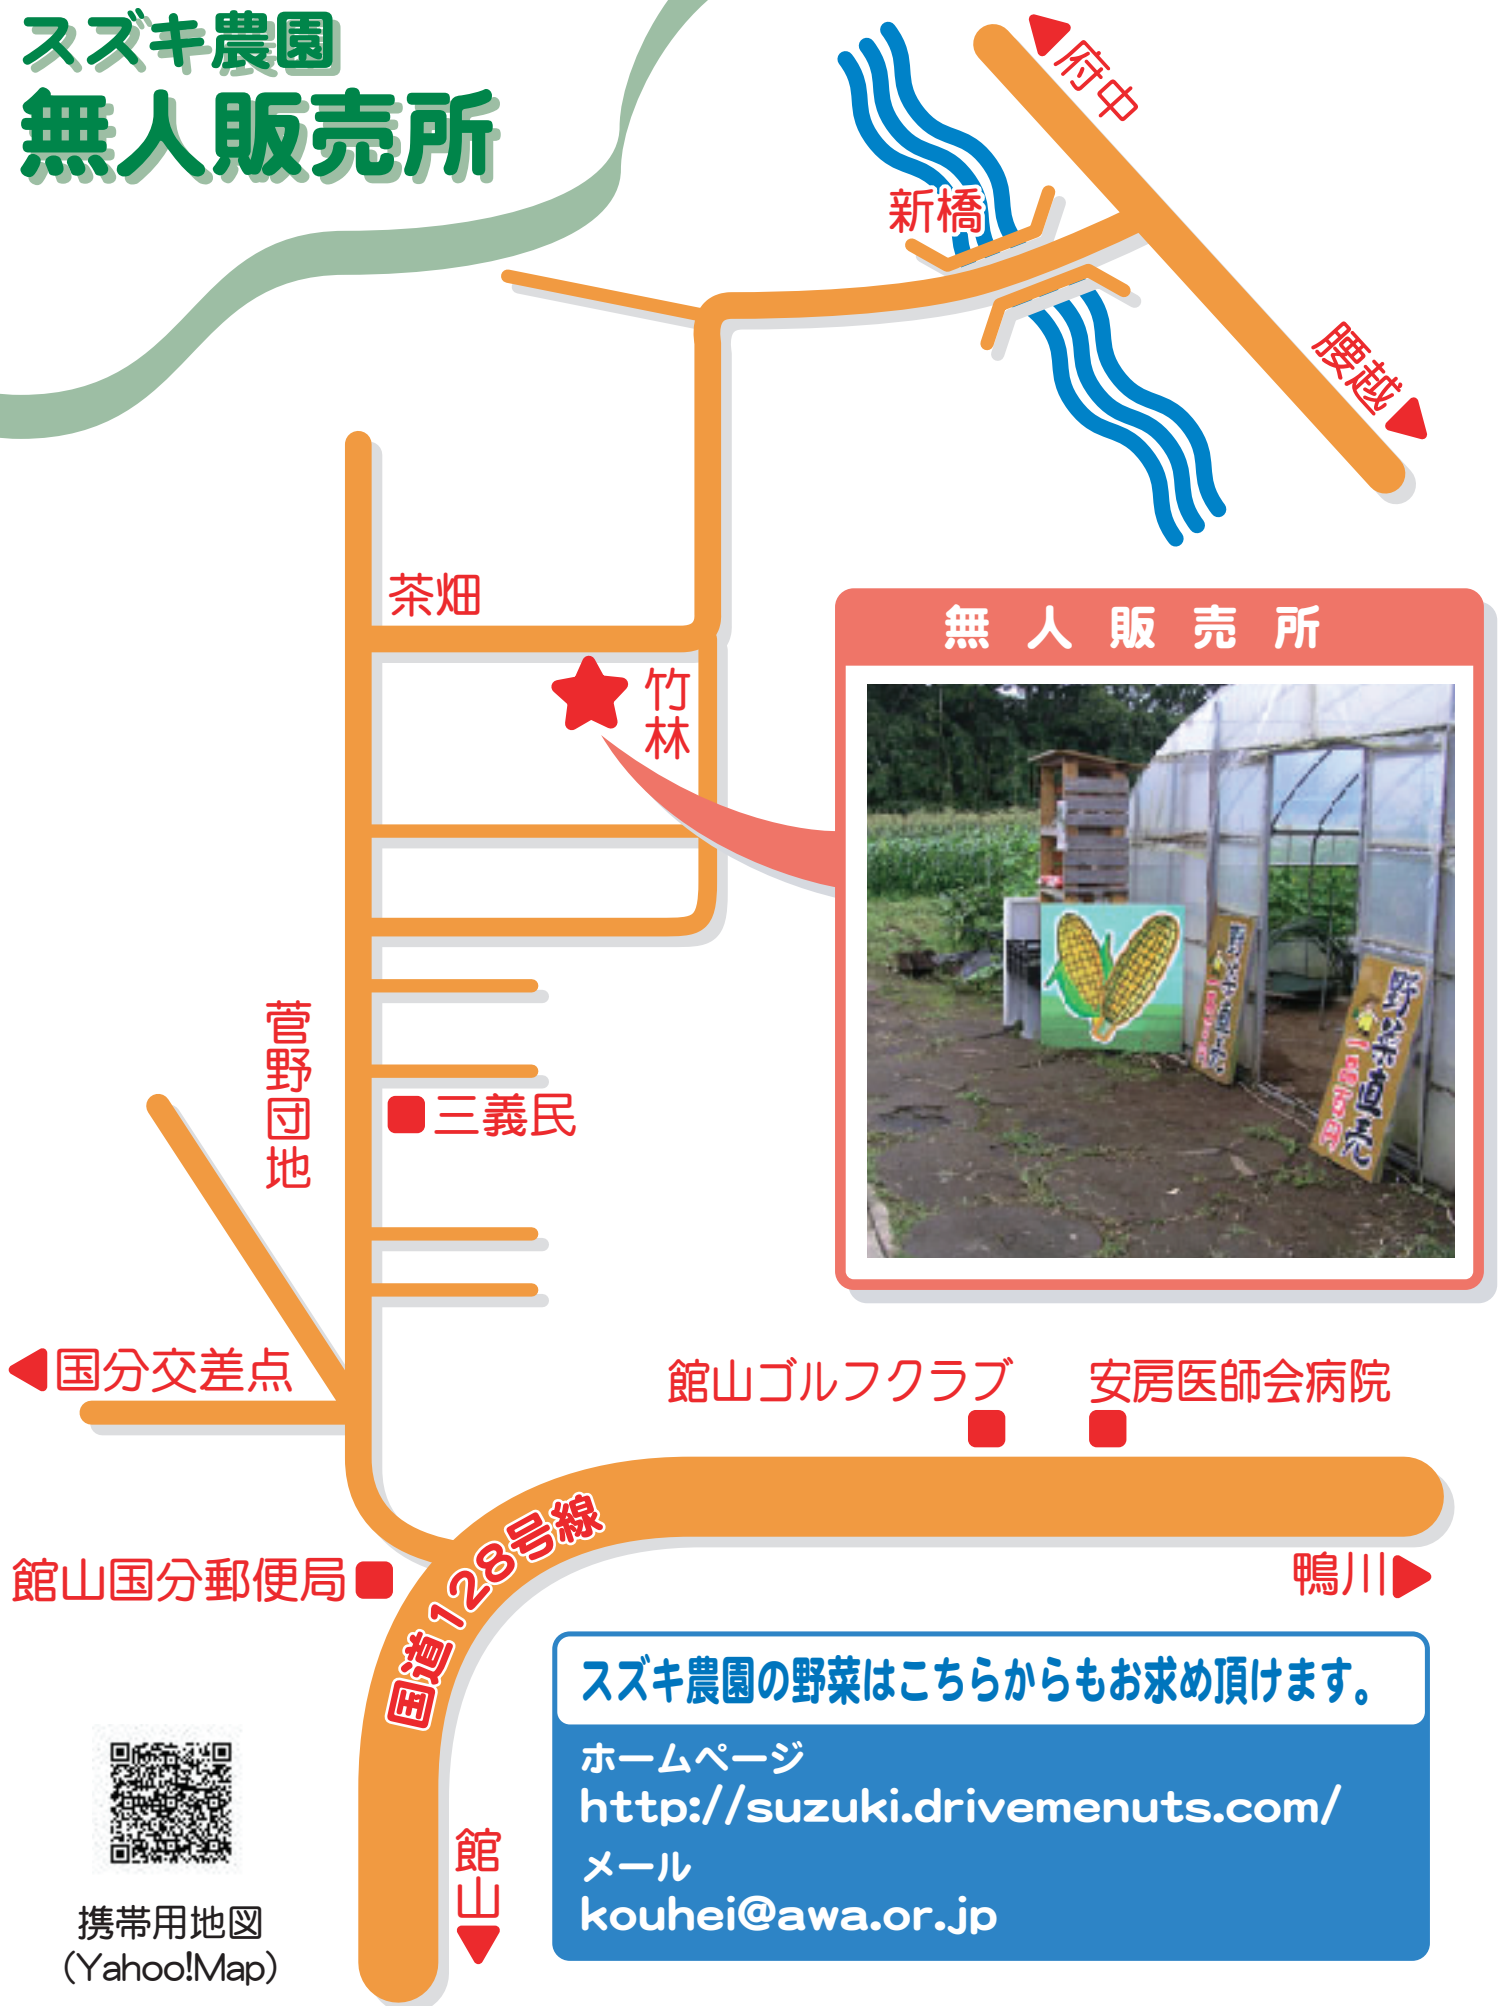 スズキ農園
無人販売所
府中
新橋
腰越
茶畑
無人販売所
竹林
野菜直売
菅野団地
三義民
国分交差点
館山ゴルフクラブ
安房医師会病院
国道128号線
館山国分郵便局
鴨川
スズキ農園の野菜はこちらからもお求め頂けます。
ホームページ
http://suzuki.drivemenuts.com/
メール
kouhei@awa.or.jp
館山
携帯用地図
(Yahoo!Map)